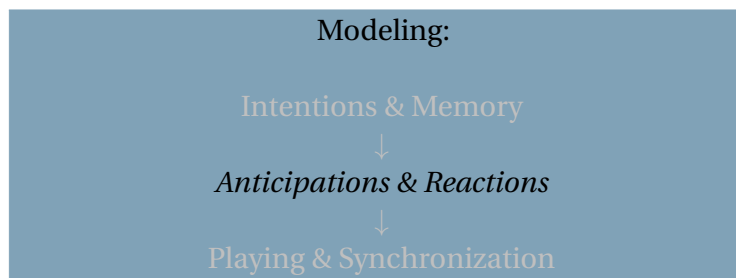 Modeling:
Intentions & Memory
↓
Anticipations & Reactions
↓
Playing & Synchronization